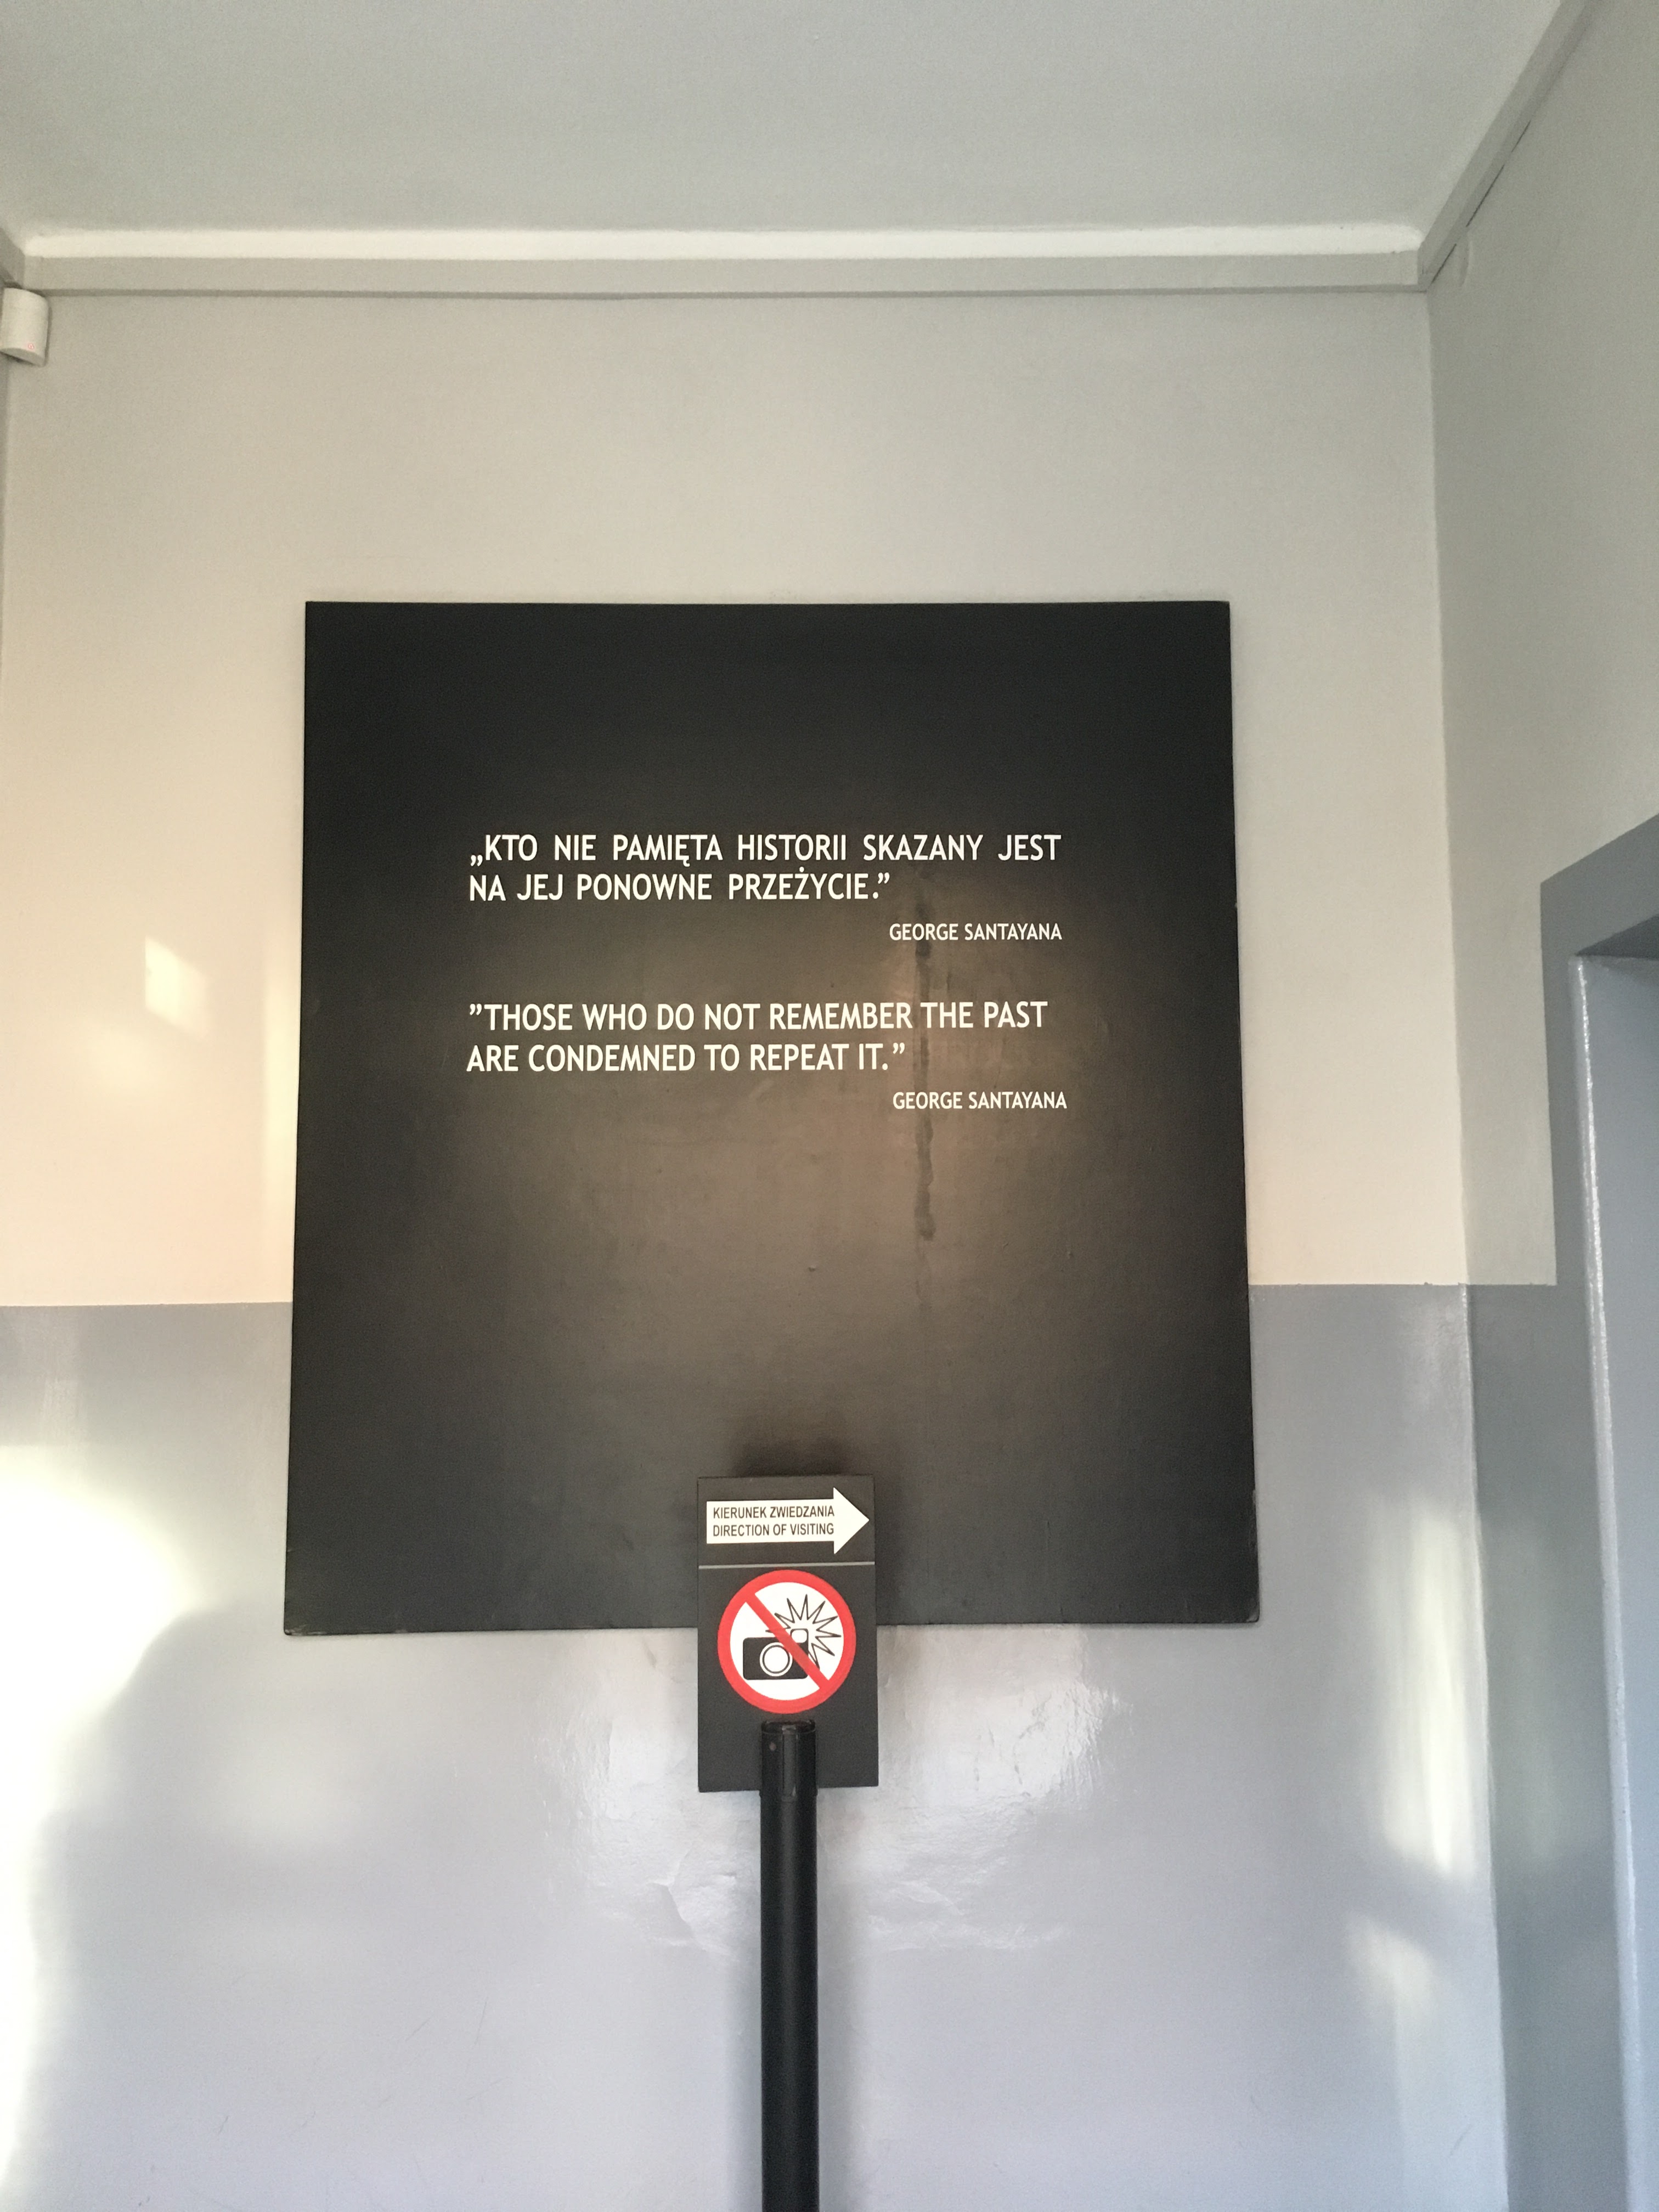 „KTO NIE PAMIĘTA HISTORII SKAZANY JEST
NA JEJ PONOWNE PRZEŻYCIE.”
GEORGE SANTAYANA
”THOSE WHO DO NOT REMEMBER THE PAST
ARE CONDEMNED TO REPEAT IT.”
GEORGE SANTAYANA
KIERUNEK ZWIEDZANIA
DIRECTION OF VISITING